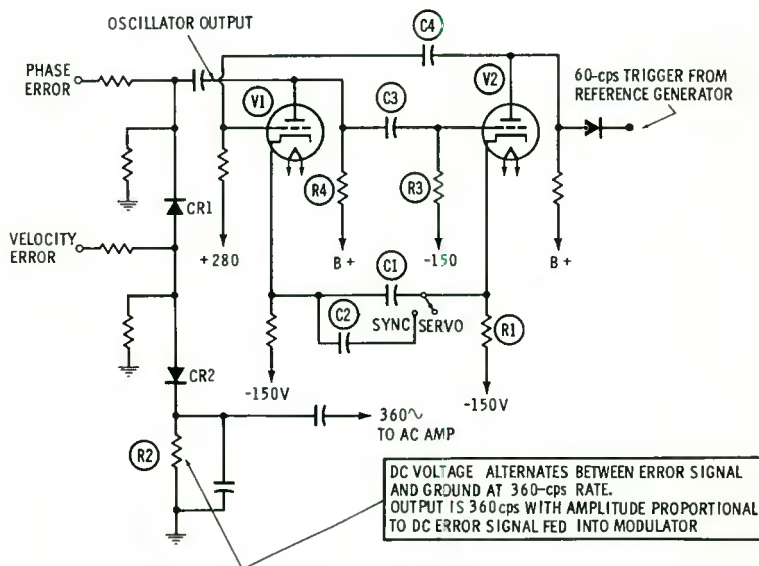 OSCILLATOR OUTPUT
C4
PHASE
ERROR
V1
C3
V2
60-cps TRIGGER FROM
REFERENCE GENERATOR
R4
R3
CR1
VELOCITY
ERROR
+280
B+
C1
-150
B+
C2
SYNC
SERVO
R1
CR2
-150V
-150V
360~
TO AC AMP
R2
DC VOLTAGE ALTERNATES BETWEEN ERROR SIGNAL
AND GROUND AT 360-cps RATE.
OUTPUT IS 360cps WITH AMPLITUDE PROPORTIONAL
TO DC ERROR SIGNAL FED INTO MODULATOR